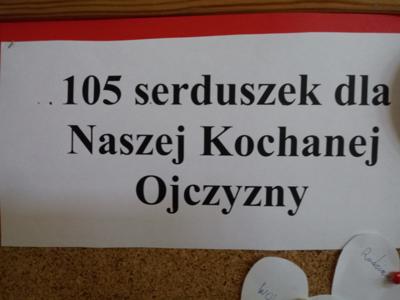 105 serduszek dla
Naszej Kochanej
Ojczyzny